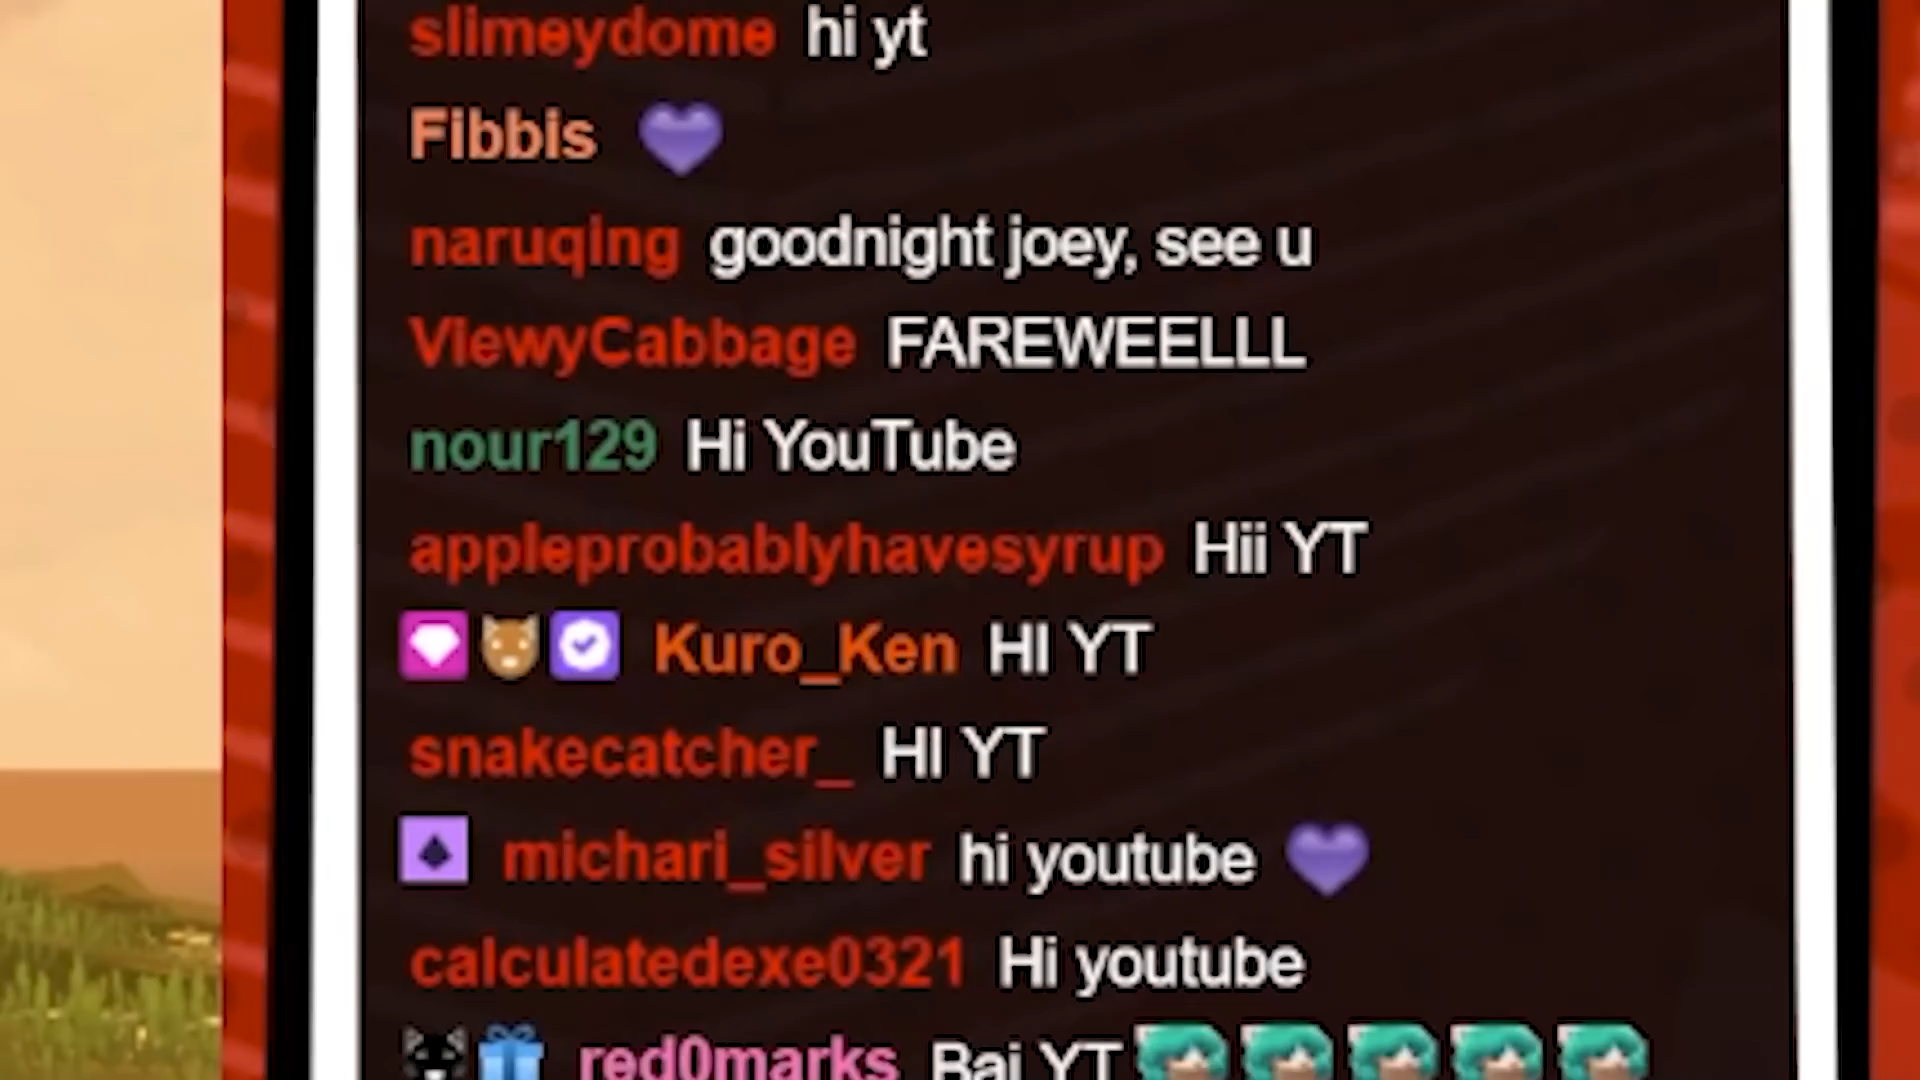 slimeydome hi yt
Fibbis 💜
naruqing goodnight joey, see u
ViewyCabbage FAREWEELLL
nour129 Hi YouTube
appleprobablyhavesyrup Hii YT
Kuro_Ken HI YT
snakecatcher_ HI YT
michari_silver hi youtube 💜
calculatedexe0321 Hi youtube
red0marks Bai YT